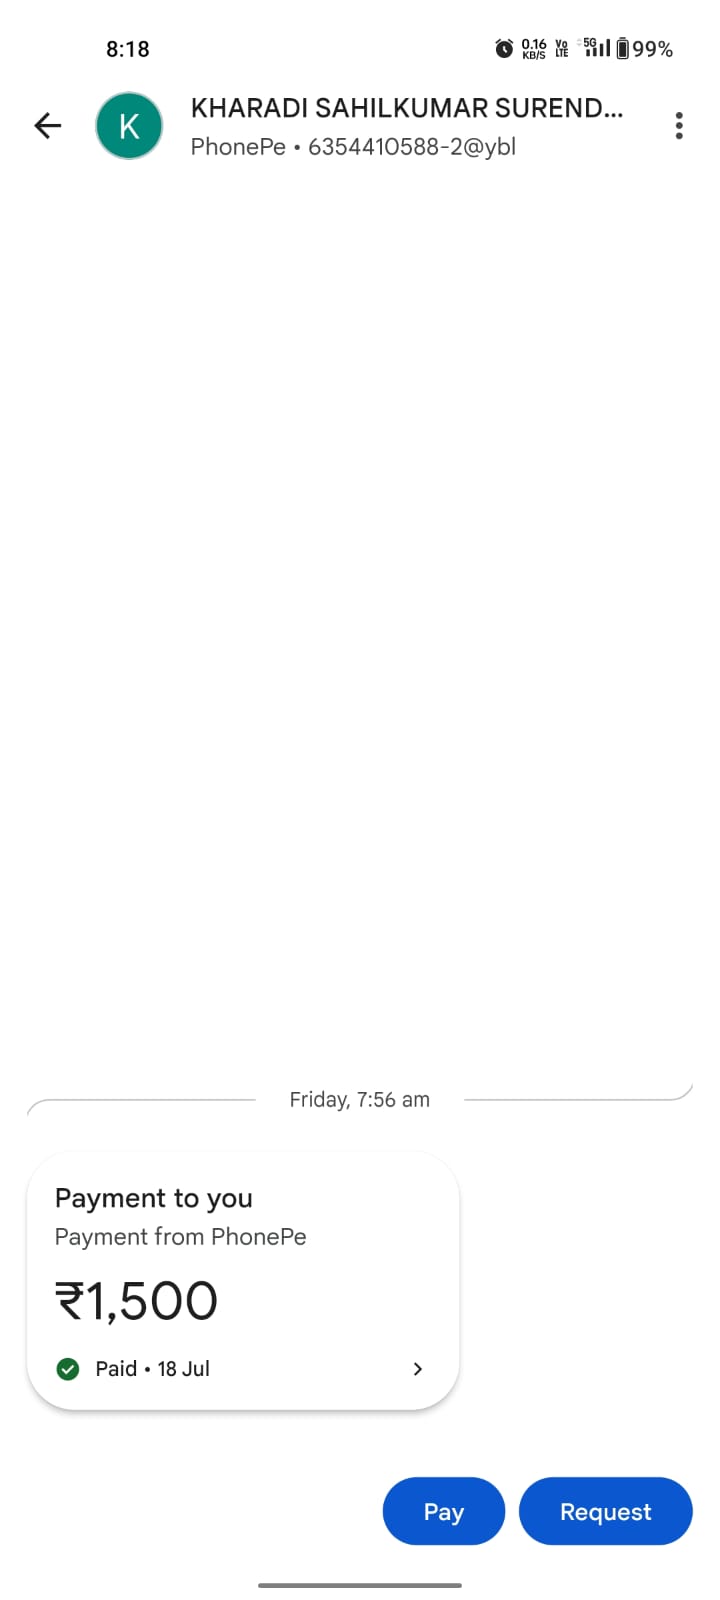 8:18
0.16 KB/S Vo LTE 5G 99%
K
KHARADI SAHILKUMAR SUREND...
PhonePe • 6354410588-2@ybl
Friday, 7:56 am
Payment to you
Payment from PhonePe
₹1,500
Paid • 18 Jul
Pay
Request